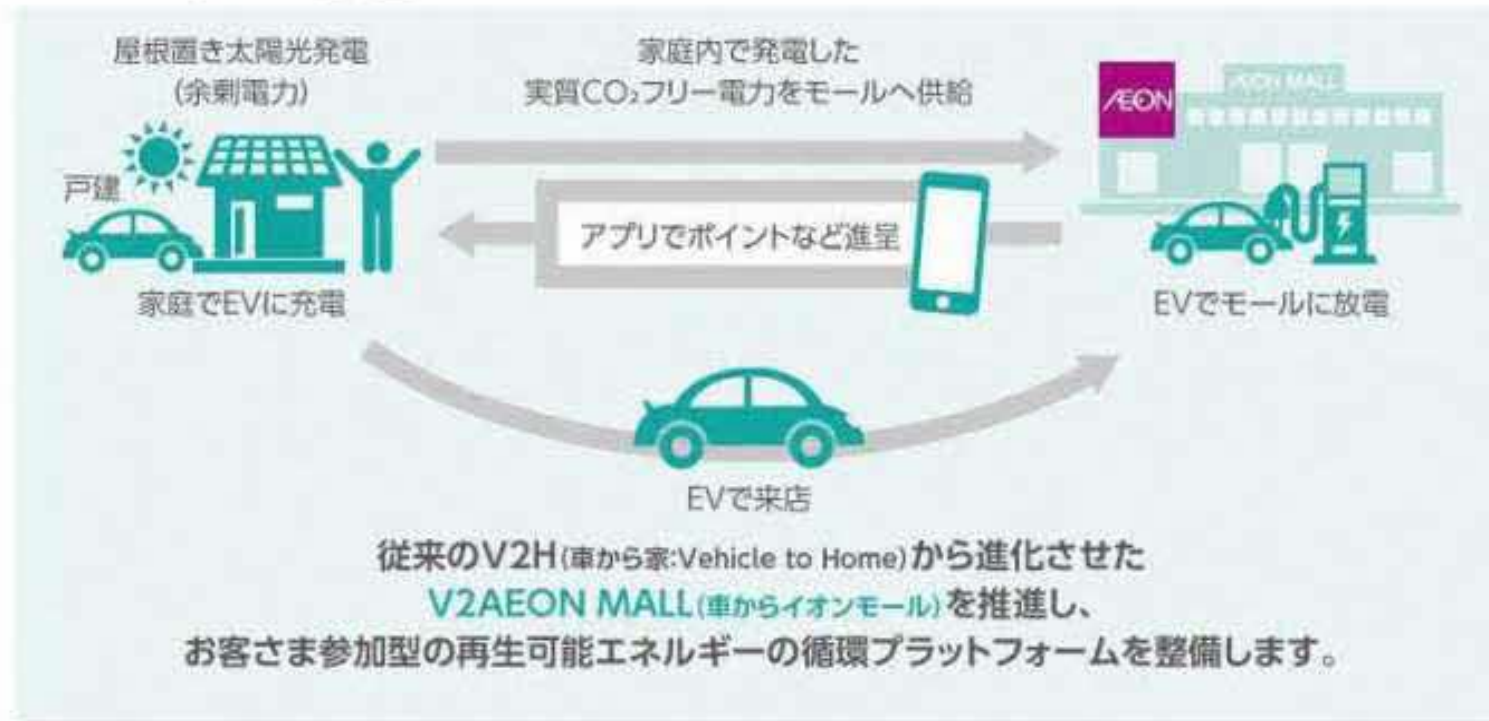 屋根置き太陽光発電
(余剰電力)
家庭内で発電した
実質CO₂フリー電力をモールへ供給
ÆON
ÆON MALL
戸建
アプリでポイントなど進呈
家庭でEVに充電
EVでモールに放電
EVで来店
従来のV2H(車から家:Vehicle to Home)から進化させた
V2AEON MALL(車からイオンモール)を推進し、
お客さま参加型の再生可能エネルギーの循環プラットフォームを整備します。